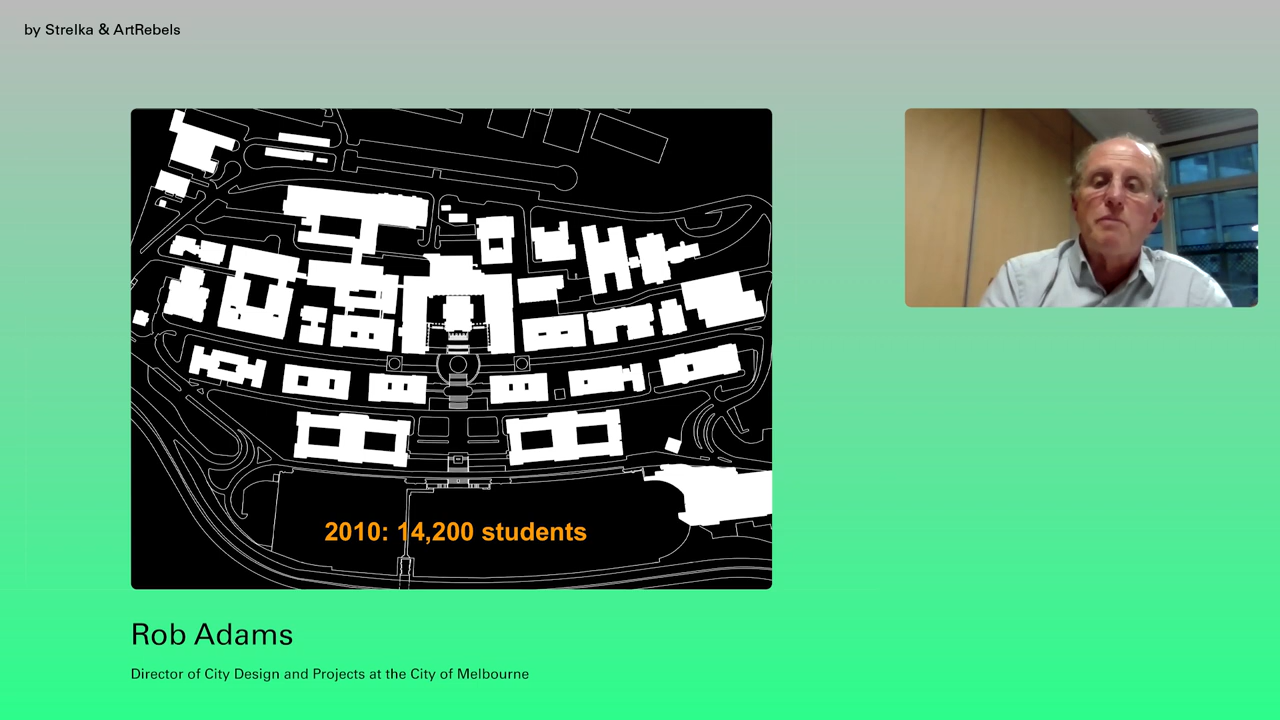 by Strelka & ArtRebels
2010: 14,200 students
Rob Adams
Director of City Design and Projects at the City of Melbourne